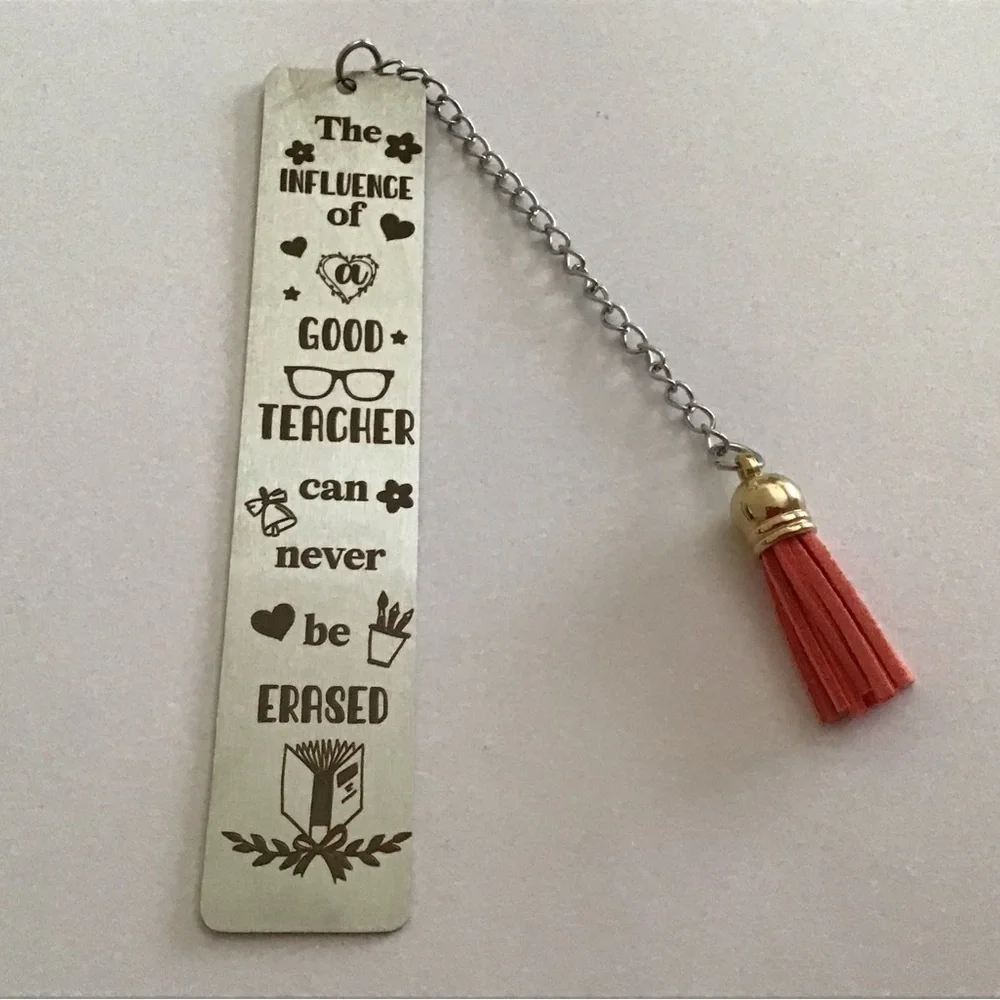 The
INFLUENCE
of
a
GOOD
TEACHER
can
never
be
ERASED